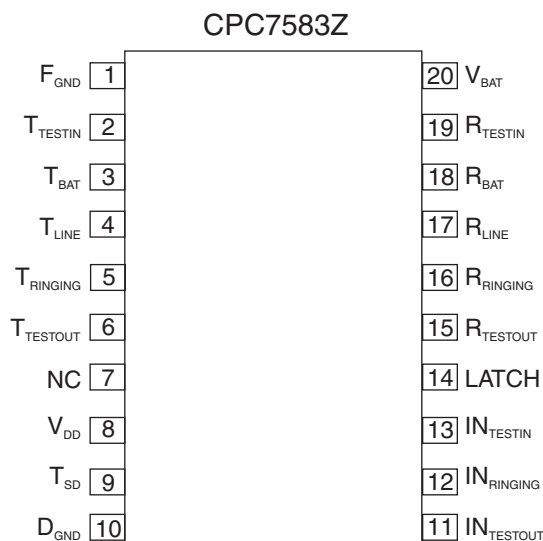 CPC7583Z
F_GND 1 20 V_BAT
T_TESTIN 2 19 R_TESTIN
T_BAT 3 18 R_BAT
T_LINE 4 17 R_LINE
T_RINGING 5 16 R_RINGING
T_TESTOUT 6 15 R_TESTOUT
NC 7 14 LATCH
V_DD 8 13 IN_TESTIN
T_SD 9 12 IN_RINGING
D_GND 10 11 IN_TESTOUT